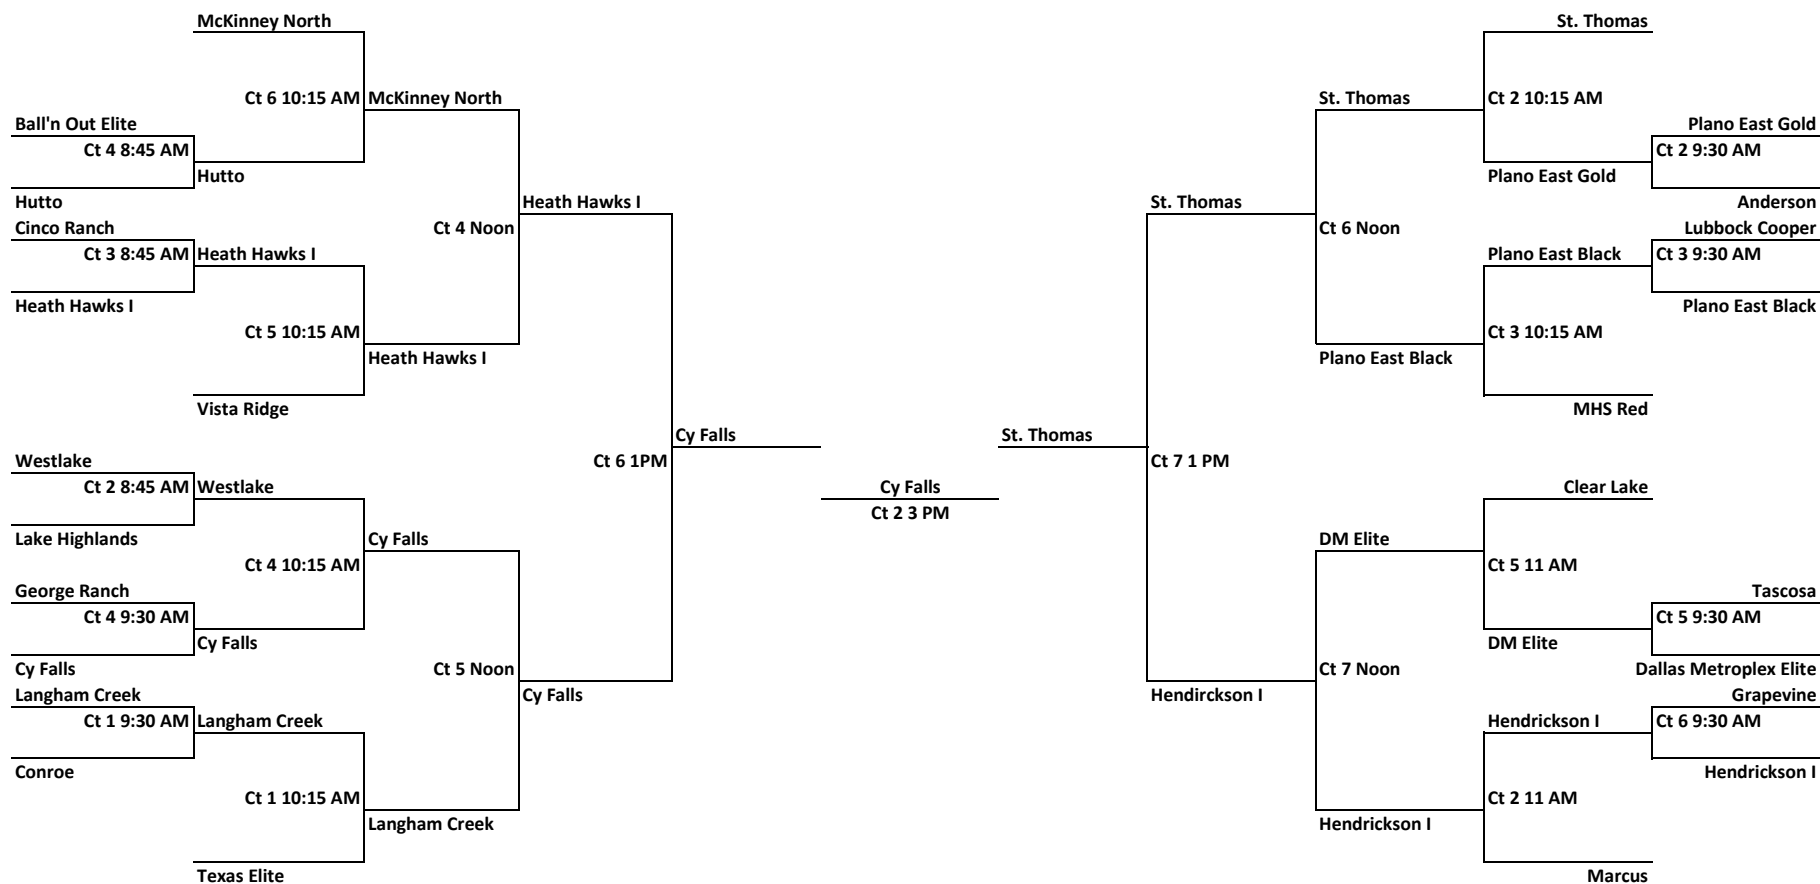 McKinney North
St. Thomas
Ct 6 10:15 AM
McKinney North
St. Thomas
Ct 2 10:15 AM
Ball'n Out Elite
Plano East Gold
Ct 4 8:45 AM
Ct 2 9:30 AM
Hutto
Plano East Gold
Hutto
Heath Hawks I
St. Thomas
Anderson
Cinco Ranch
Ct 4 Noon
Ct 6 Noon
Lubbock Cooper
Ct 3 8:45 AM
Heath Hawks I
Plano East Black
Ct 3 9:30 AM
Heath Hawks I
Plano East Black
Ct 5 10:15 AM
Ct 3 10:15 AM
Heath Hawks I
Plano East Black
Vista Ridge
MHS Red
Cy Falls
St. Thomas
Westlake
Ct 6 1PM
Ct 7 1 PM
Ct 2 8:45 AM
Westlake
Cy Falls
Clear Lake
Ct 2 3 PM
Lake Highlands
Cy Falls
DM Elite
Ct 4 10:15 AM
Ct 5 11 AM
George Ranch
Tascosa
Ct 4 9:30 AM
Ct 5 9:30 AM
Cy Falls
DM Elite
Cy Falls
Ct 5 Noon
Ct 7 Noon
Dallas Metroplex Elite
Langham Creek
Cy Falls
Hendirckson I
Grapevine
Ct 1 9:30 AM
Langham Creek
Hendrickson I
Ct 6 9:30 AM
Conroe
Hendrickson I
Ct 1 10:15 AM
Ct 2 11 AM
Langham Creek
Hendrickson I
Texas Elite
Marcus